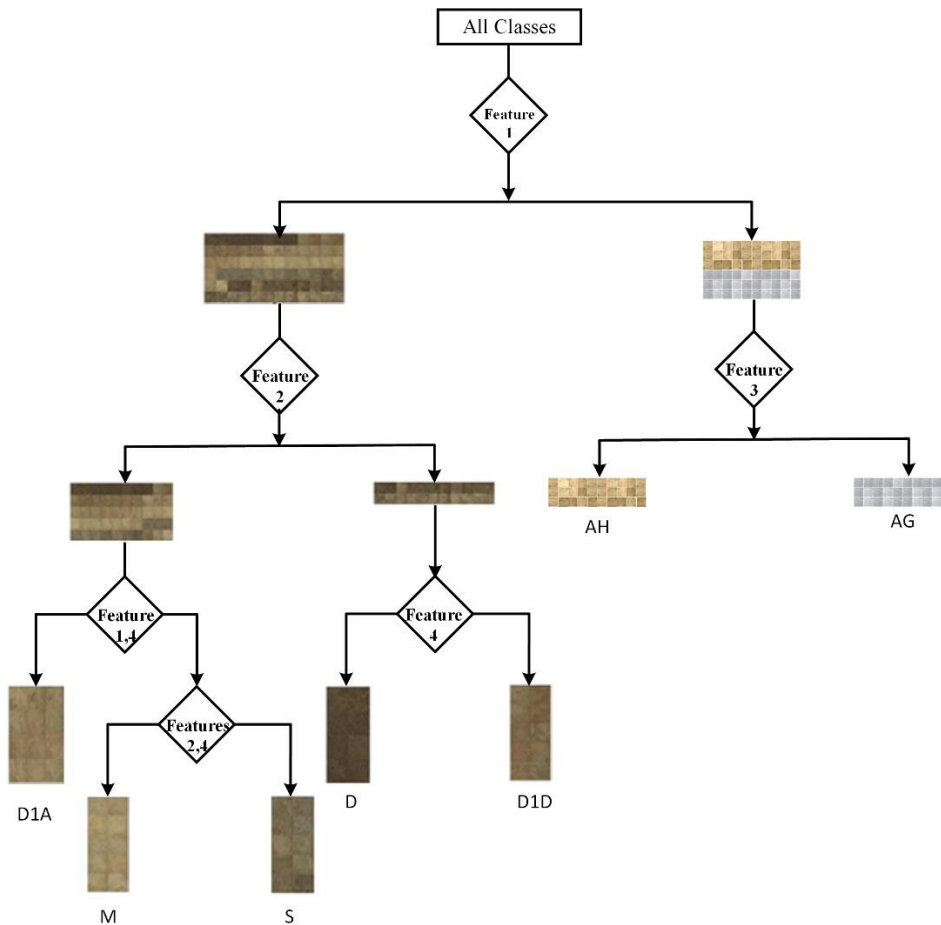 All Classes
Feature
1
Feature
2
Feature
3
AH
AG
Feature
1,4
Feature
4
Features
2,4
D1A
D
D1D
M
S